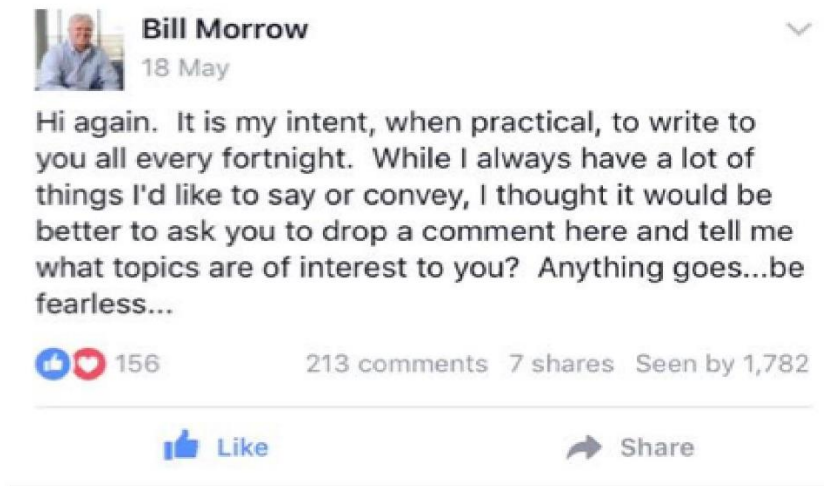 Bill Morrow
18 May
Hi again.  It is my intent, when practical, to write to
you all every fortnight.  While I always have a lot of
things I'd like to say or convey, I thought it would be
better to ask you to drop a comment here and tell me
what topics are of interest to you?  Anything goes...be
fearless...
156 213 comments 7 shares Seen by 1,782
Like Share